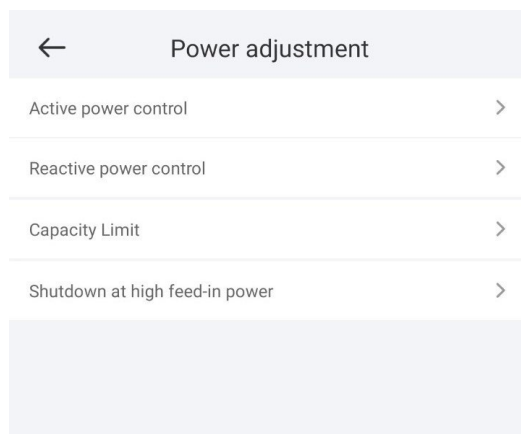 Power adjustment
Active power control
Reactive power control
Capacity Limit
Shutdown at high feed-in power